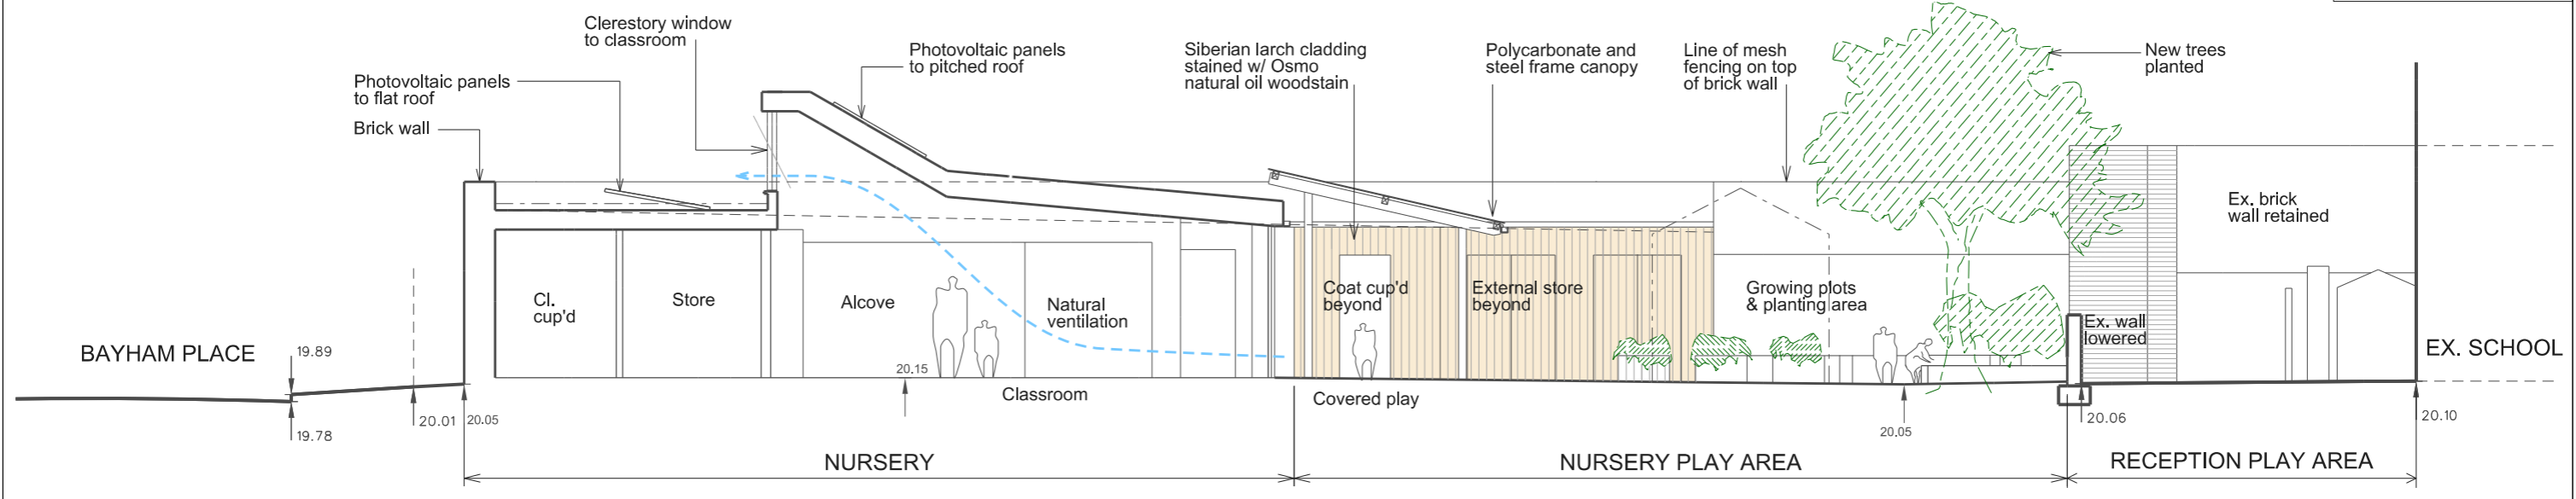 Clerestory window
to classroom
Photovoltaic panels
to flat roof
Brick wall
Photovoltaic panels
to pitched roof
Siberian larch cladding
stained w/ Osmo
natural oil woodstain
Polycarbonate and
steel frame canopy
Line of mesh
fencing on top
of brick wall
New trees
planted
Ex. brick
wall retained
Cl.
cup'd
Store
Alcove
Natural
ventilation
Coat cup'd
beyond
External store
beyond
Growing plots
& planting area
Ex. wall
lowered
BAYHAM PLACE
EX. SCHOOL
19.89
19.78
20.01
20.05
20.15
Classroom
Covered play
20.05
20.06
20.10
NURSERY
NURSERY PLAY AREA
RECEPTION PLAY AREA